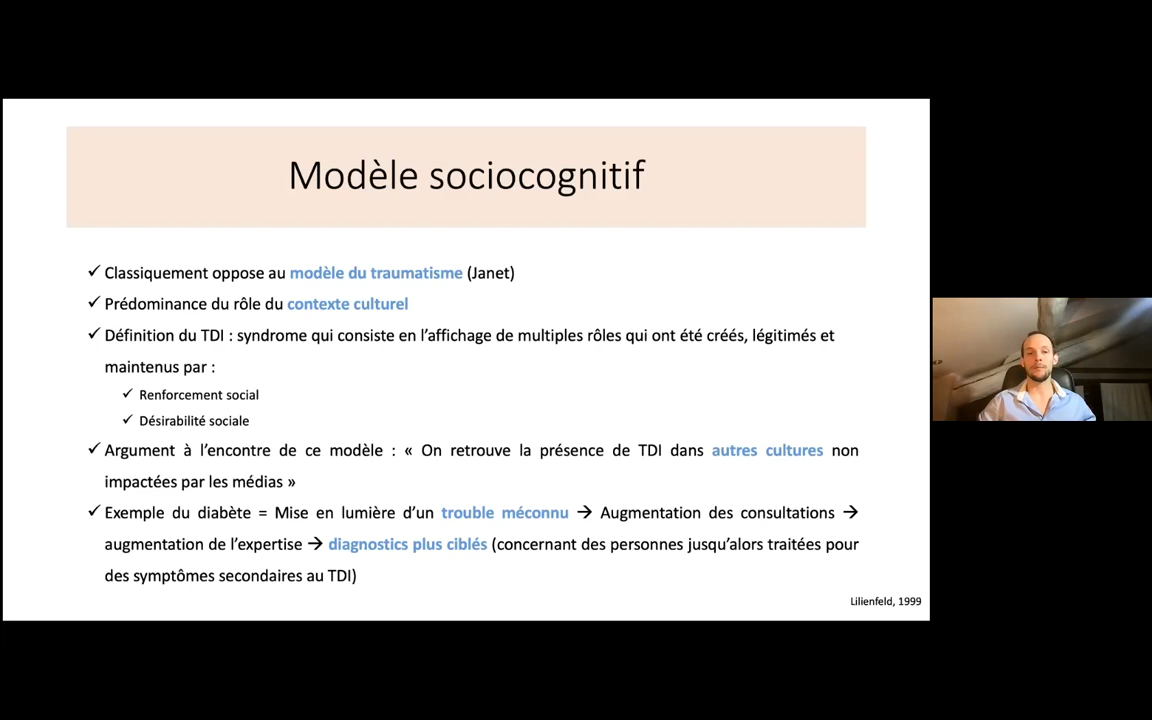 Modèle sociocognitif
✓ Classiquement oppose au modèle du traumatisme (Janet)
✓ Prédominance du rôle du contexte culturel
✓ Définition du TDI : syndrome qui consiste en l’affichage de multiples rôles qui ont été créés, légitimés et
maintenus par :
✓ Renforcement social
✓ Désirabilité sociale
✓ Argument à l’encontre de ce modèle : « On retrouve la présence de TDI dans autres cultures non
impactées par les médias »
✓ Exemple du diabète = Mise en lumière d’un trouble méconnu → Augmentation des consultations →
augmentation de l’expertise → diagnostics plus ciblés (concernant des personnes jusqu’alors traitées pour
des symptômes secondaires au TDI)
Lilienfeld, 1999